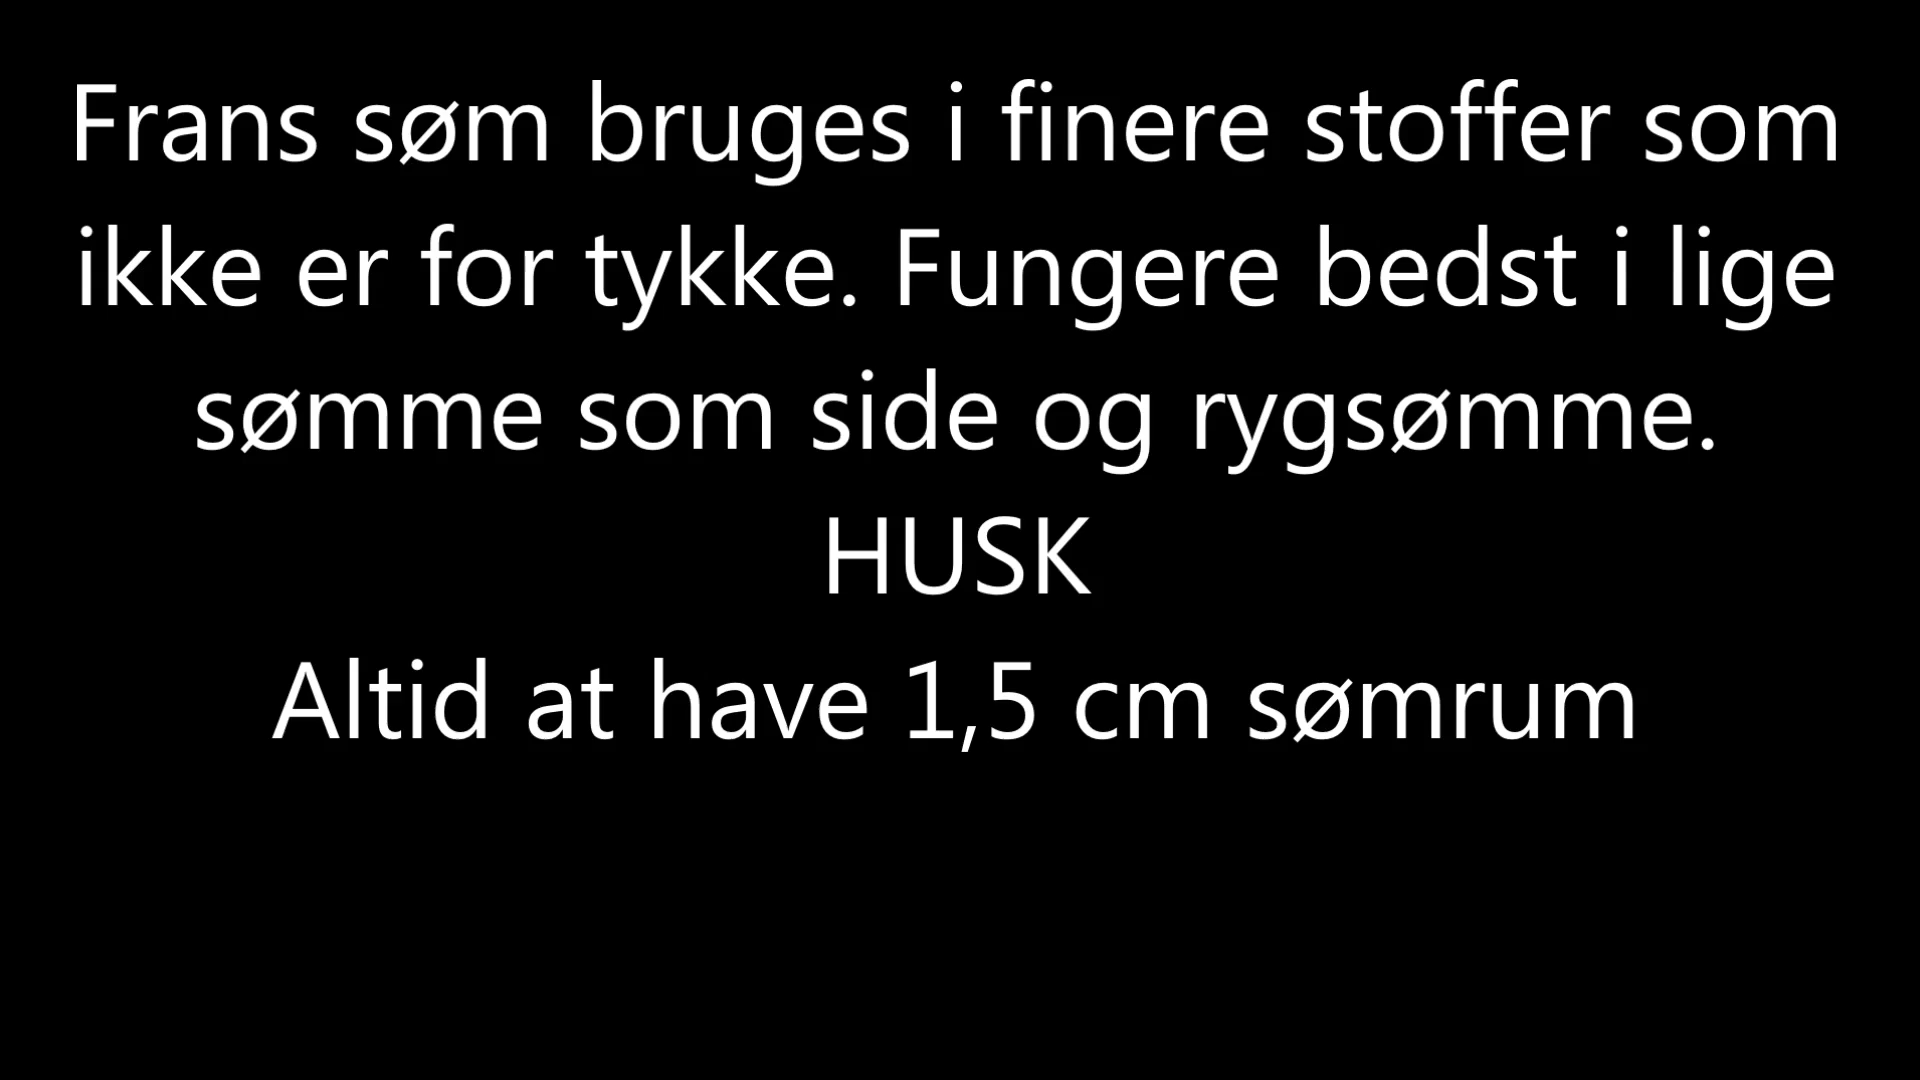 Frans søm bruges i finere stoffer som
ikke er for tykke. Fungere bedst i lige
sømme som side og rygsømme.
HUSK
Altid at have 1,5 cm sømrum